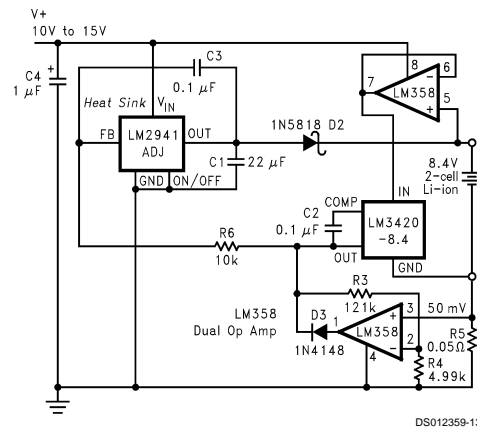 V+
10V to 15V
C4
1 μF
+
C3
0.1 μF
Heat Sink
VIN
FB
LM2941
ADJ
OUT
GND
ON/OFF
C1
22 μF
1N5818 D2
8
7
6
5
−
+
LM358
8.4V
2-cell
Li-ion
IN
COMP
LM3420
-8.4
OUT
GND
C2
0.1 μF
R6
10k
R3
121k
LM358
Dual Op Amp
D3
1N4148
1
LM358
+
−
3
2
4
50 mV
R5
0.05Ω
R4
4.99k